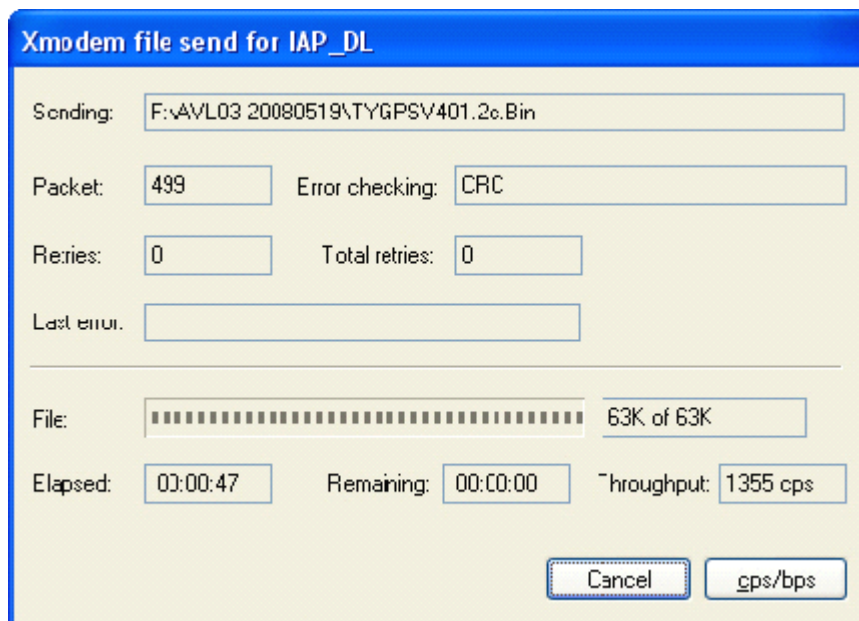 Xmodem file send for IAP_DL
Sending: F:\AVL03 20080519\TYGPSV401.2c.Bin
Packet: 499 Error checking: CRC
Retries: 0 Total retries: 0
Last error:
File: 63K of 63K
Elapsed: 00:00:47 Remaining: 00:00:00 Throughput: 1355 cps
Cancel cps/bps